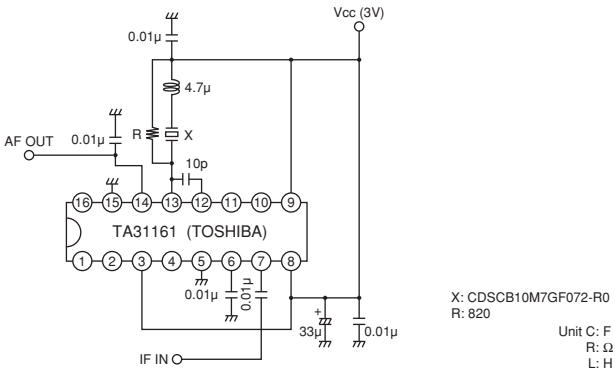 Vcc (3V)
0.01µ
4.7µ
AF OUT
0.01µ
R
X
10p
16 15 14 13 12 11 10 9
TA31161 (TOSHIBA)
1 2 3 4 5 6 7 8
0.01µ
0.01µ
+
33µ
0.01µ
IF IN
X: CDSCB10M7GF072-R0
R: 820
Unit C: F
R: Ω
L: H